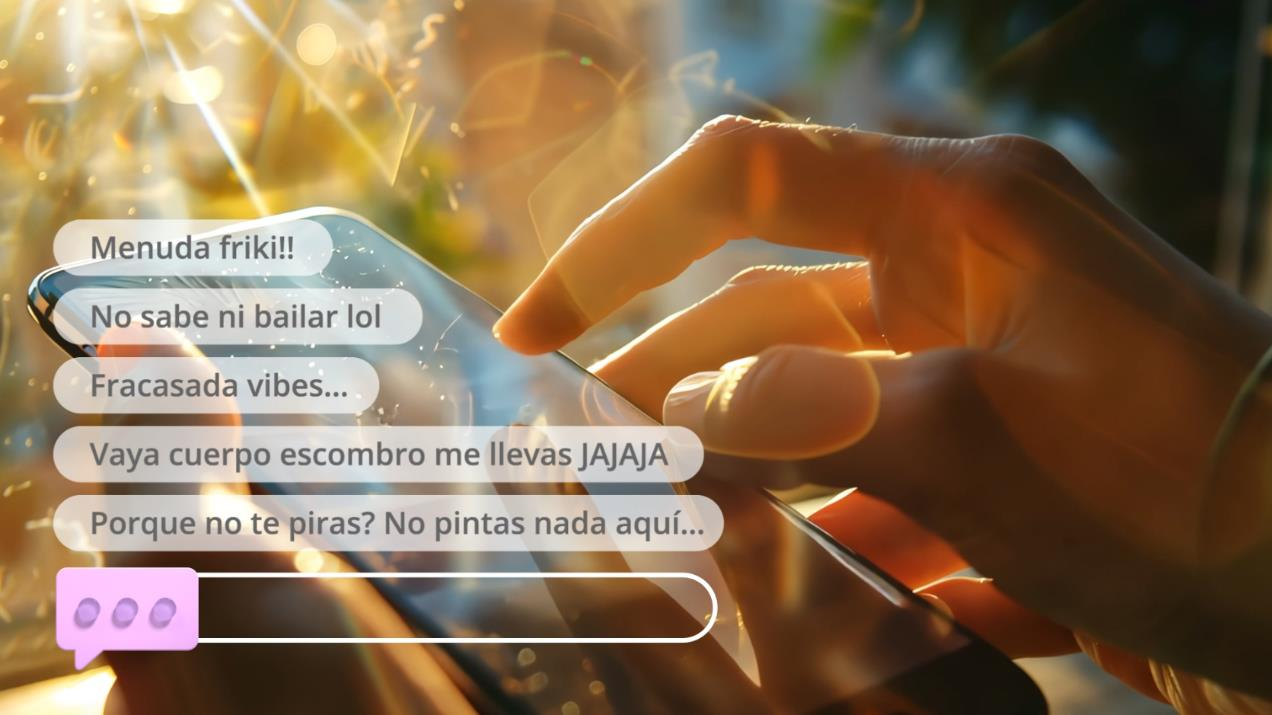 Menuda friki!!
No sabe ni bailar lol
Fracasada vibes...
Vaya cuerpo escombro me llevas JAJAJA
Porque no te piras? No pintas nada aquí...